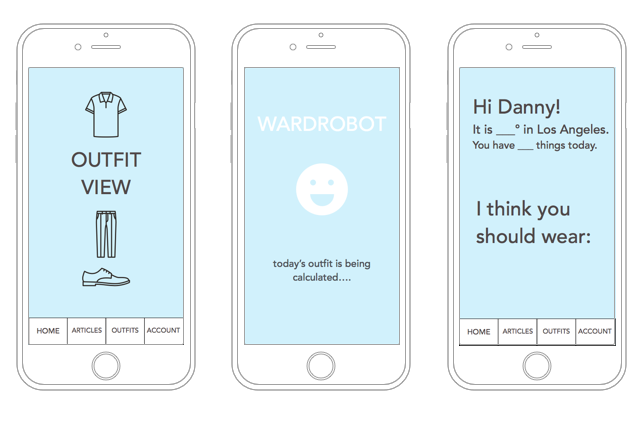 OUTFIT
VIEW
HOME
ARTICLES
OUTFITS
ACCOUNT
WARDROBOT
today's outfit is being
calculated....
Hi Danny!
It is ___° in Los Angeles.
You have ___ things today.
I think you
should wear:
HOME
ARTICLES
OUTFITS
ACCOUNT